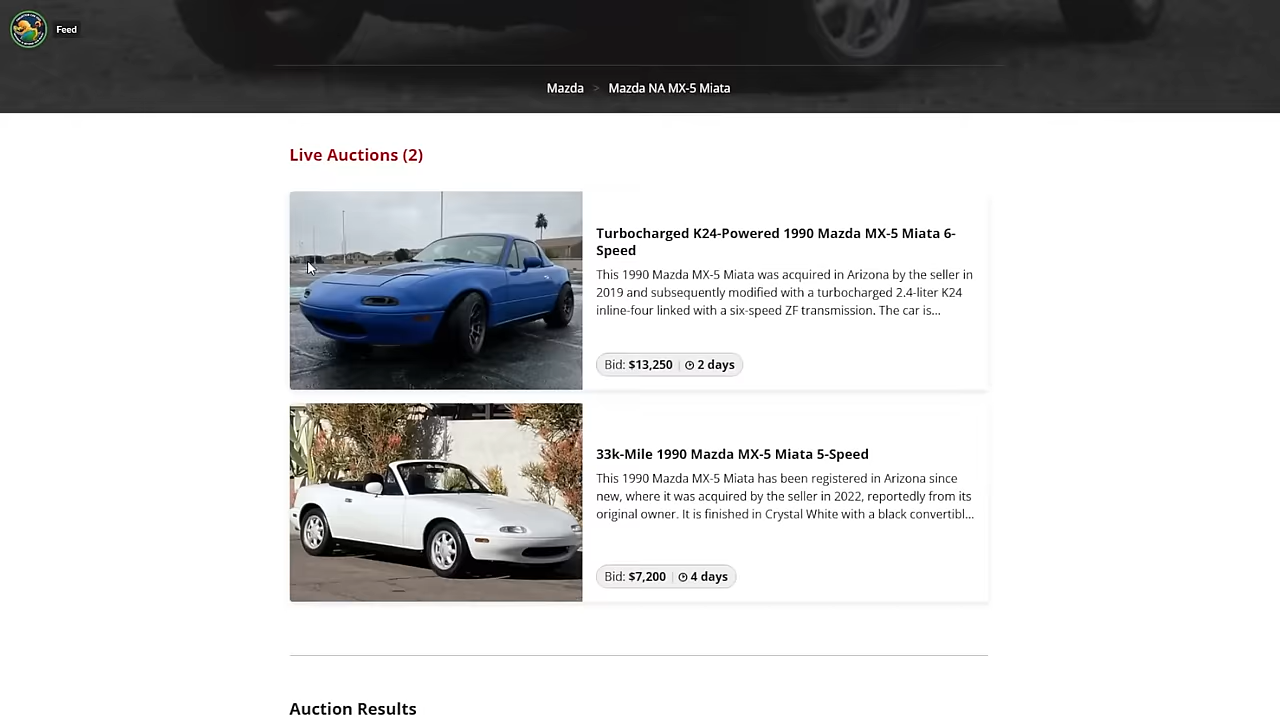 Feed
Mazda > Mazda NA MX-5 Miata
Live Auctions (2)
Turbocharged K24-Powered 1990 Mazda MX-5 Miata 6-
Speed
This 1990 Mazda MX-5 Miata was acquired in Arizona by the seller in
2019 and subsequently modified with a turbocharged 2.4-liter K24
inline-four linked with a six-speed ZF transmission. The car is...
Bid: $13,250 | 2 days
33k-Mile 1990 Mazda MX-5 Miata 5-Speed
This 1990 Mazda MX-5 Miata has been registered in Arizona since
new, where it was acquired by the seller in 2022, reportedly from its
original owner. It is finished in Crystal White with a black convertibl...
Bid: $7,200 | 4 days
Auction Results